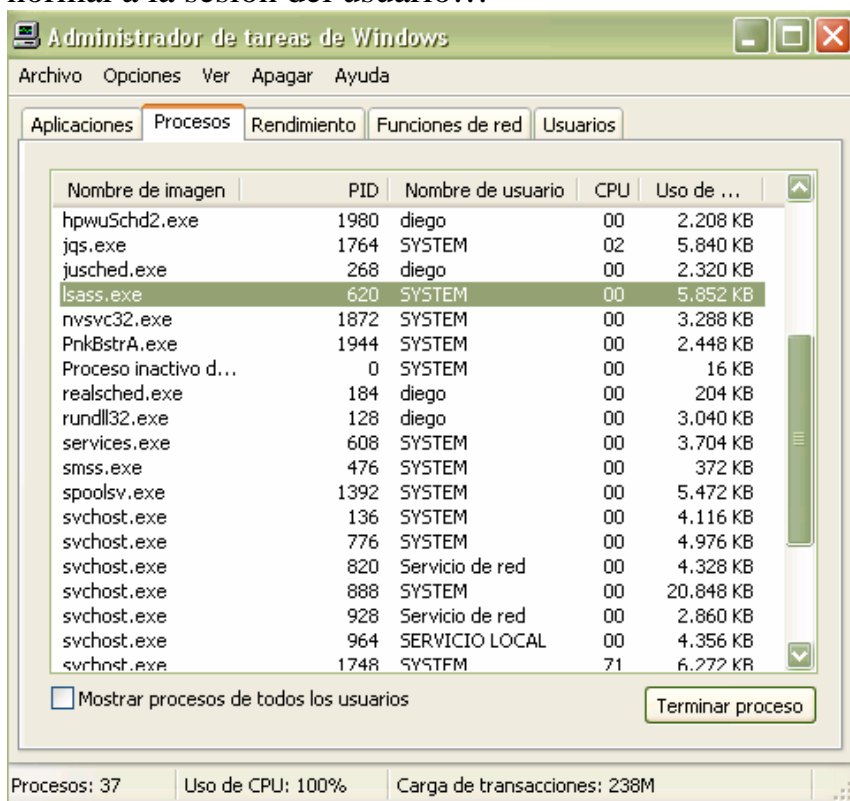 normal a la sesión del usuario…
Administrador de tareas de Windows
Archivo Opciones Ver Apagar Ayuda
Aplicaciones Procesos Rendimiento Funciones de red Usuarios
Nombre de imagen PID Nombre de usuario CPU Uso de ...
hpwuSchd2.exe 1980 diego 00 2.208 KB
jqs.exe 1764 SYSTEM 02 5.840 KB
jusched.exe 268 diego 00 2.320 KB
lsass.exe 620 SYSTEM 00 5.852 KB
nvsvc32.exe 1872 SYSTEM 00 3.288 KB
PnkBstrA.exe 1944 SYSTEM 00 2.448 KB
Proceso inactivo d... 0 SYSTEM 00 16 KB
realsched.exe 184 diego 00 204 KB
rundll32.exe 128 diego 00 3.040 KB
services.exe 608 SYSTEM 00 3.704 KB
smss.exe 476 SYSTEM 00 372 KB
spoolsv.exe 1392 SYSTEM 00 5.472 KB
svchost.exe 136 SYSTEM 00 4.116 KB
svchost.exe 776 SYSTEM 00 4.976 KB
svchost.exe 820 Servicio de red 00 4.328 KB
svchost.exe 888 SYSTEM 00 20.848 KB
svchost.exe 928 Servicio de red 00 2.860 KB
svchost.exe 964 SERVICIO LOCAL 00 4.356 KB
svchost.exe 1748 SYSTEM 71 6.272 KB
Mostrar procesos de todos los usuarios
Terminar proceso
Procesos: 37 Uso de CPU: 100% Carga de transacciones: 238M